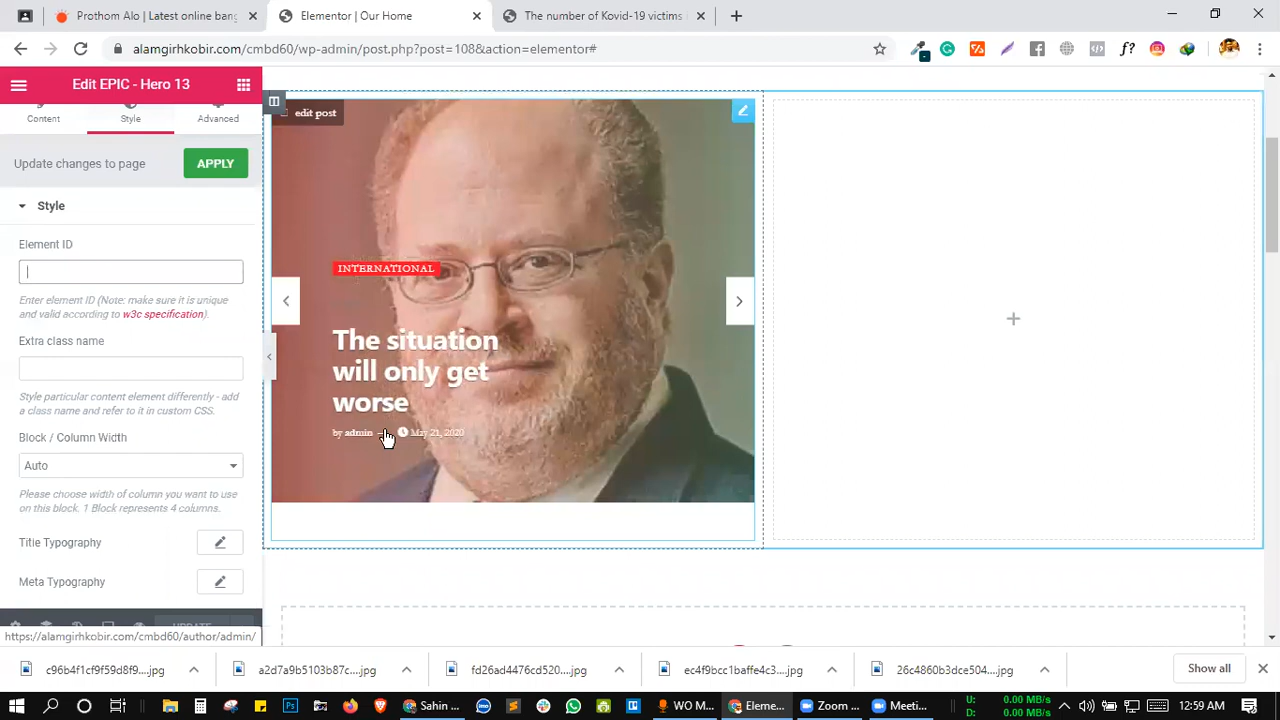 Prothom Alo | Latest online bang
Elementor | Our Home
The number of Kovid-19 victims
alamgirhkobir.com/cmbd60/wp-admin/post.php?post=108&action=elementor#
Edit EPIC - Hero 13
Content
Style
Advanced
Update changes to page
APPLY
Style
Element ID
Enter element ID (Note: make sure it is unique
and valid according to w3c specification).
Extra class name
Style particular content element differently - add
a class name and refer to it in custom CSS.
Block / Column Width
Auto
Please choose width of column you want to use
on this block. 1 Block represents 4 columns.
Title Typography
Meta Typography
UPDATE
https://alamgirhkobir.com/cmbd60/author/admin/
edit post
INTERNATIONAL
The situation
will only get
worse
by admin
May 21, 2020
c96b4f1cf9f59d8f9....jpg
a2d7a9b5103b87c....jpg
fd26ad4476cd520....jpg
ec4f9bcc1baffe4c3....jpg
26c4860b3dce504....jpg
Show all
Sahin ...
WO M...
Eleme...
Zoom ...
Meeti...
U: 0.00 MB/s
D: 0.00 MB/s
12:59 AM